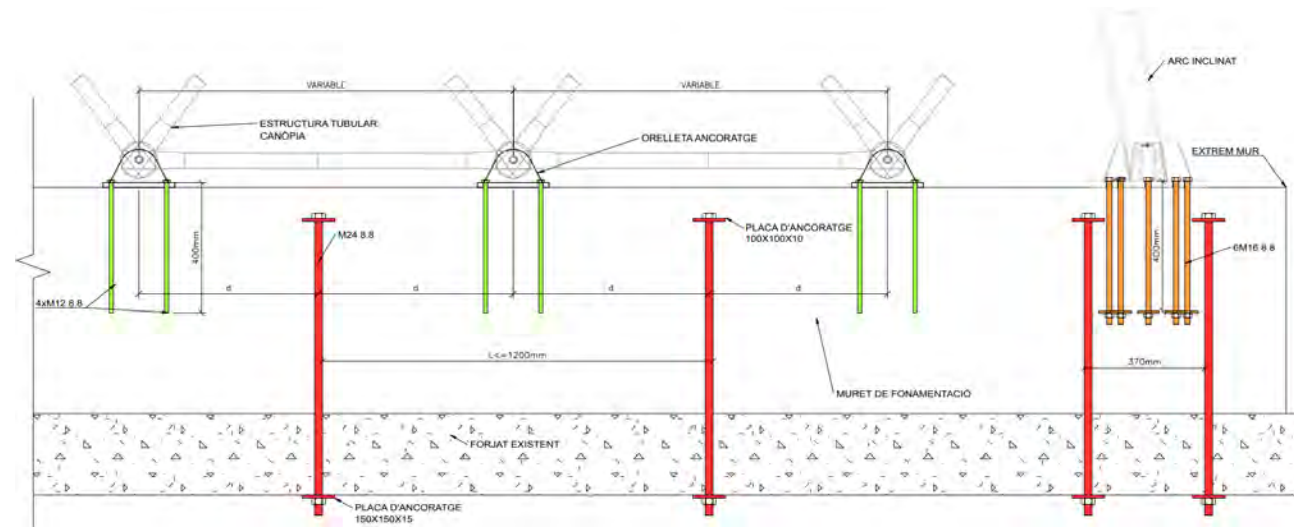 ARC INCLINAT
VARIABLE
VARIABLE
ESTRUCTURA TUBULAR:
CANÒPIA
ORELLETA ANCORATGE
EXTREM MUR
PLACA D'ANCORATGE
100X100X10
M24 8.8
400mm
400mm
6M16 8.8
4xM12 8.8
d
d
d
d
L<=1200mm
370mm
MURET DE FONAMENTACIÓ
FORJAT EXISTENT
PLACA D'ANCORATGE
150X150X15